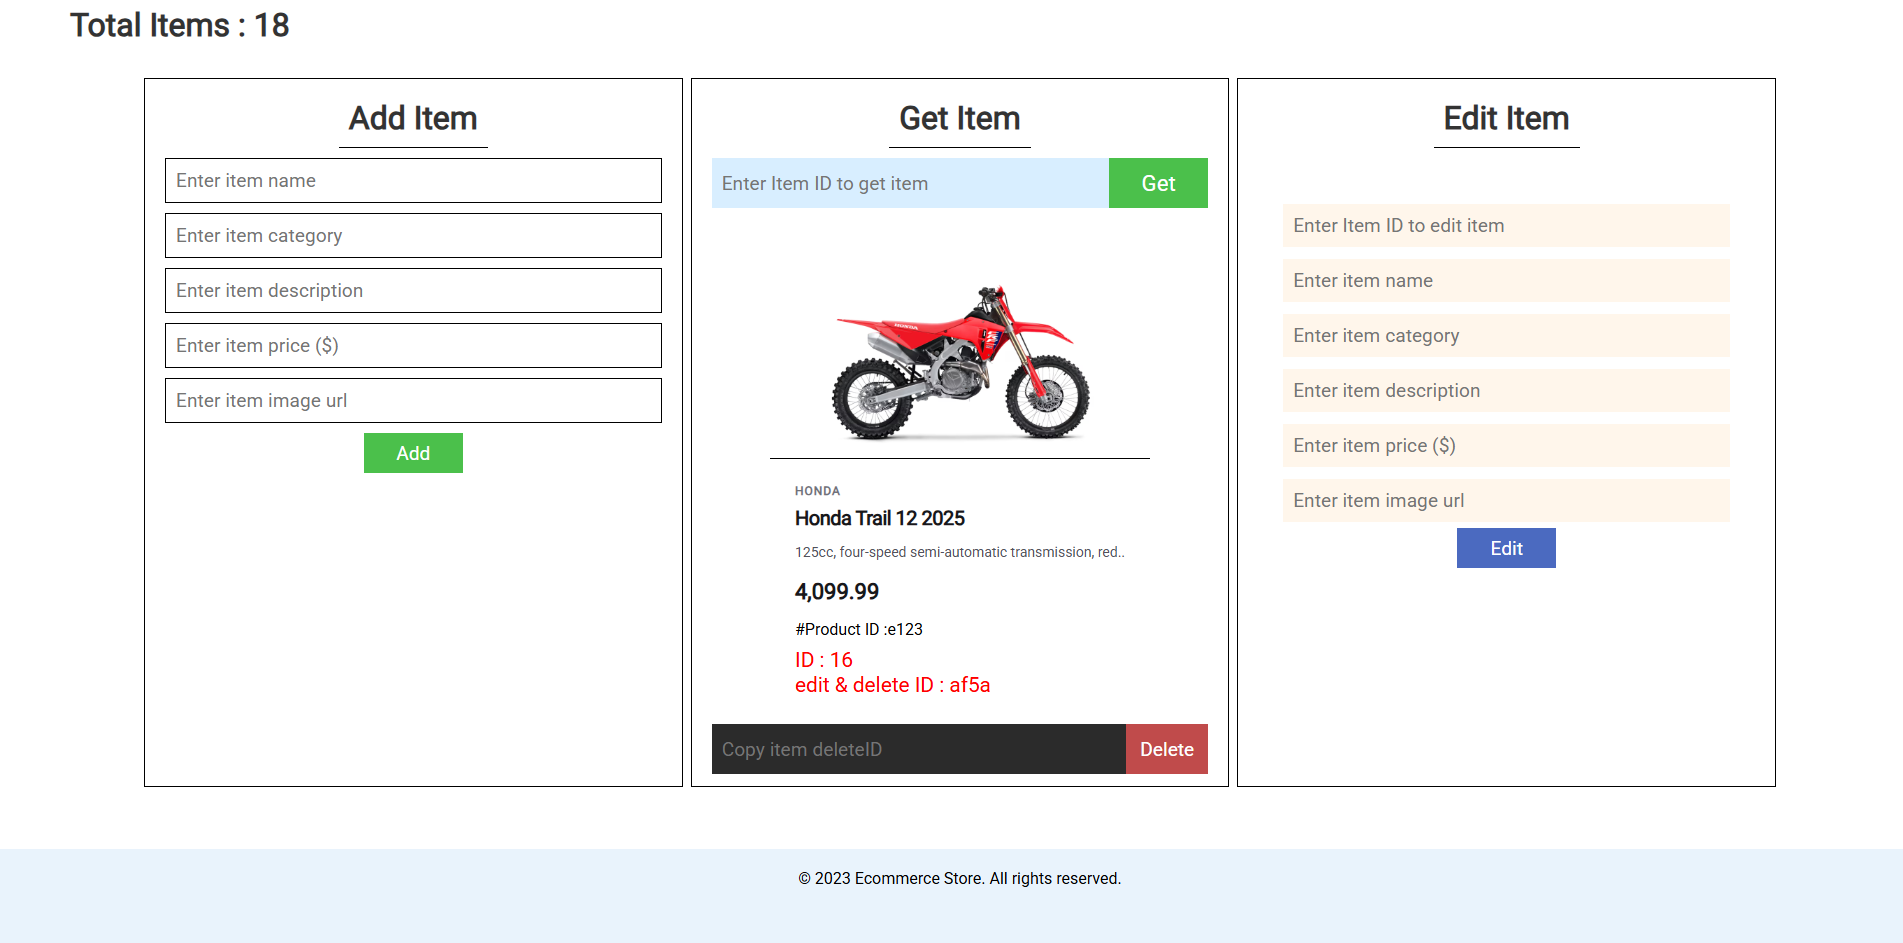 Total Items : 18
Add Item
Enter item name
Enter item category
Enter item description
Enter item price ($)
Enter item image url
Add
Get Item
Enter Item ID to get item
Get
HONDA
HONDA
Honda Trail 12 2025
125cc, four-speed semi-automatic transmission, red..
4,099.99
#Product ID :e123
ID : 16
edit & delete ID : af5a
Copy item deleteID
Delete
Edit Item
Enter Item ID to edit item
Enter item name
Enter item category
Enter item description
Enter item price ($)
Enter item image url
Edit
© 2023 Ecommerce Store. All rights reserved.